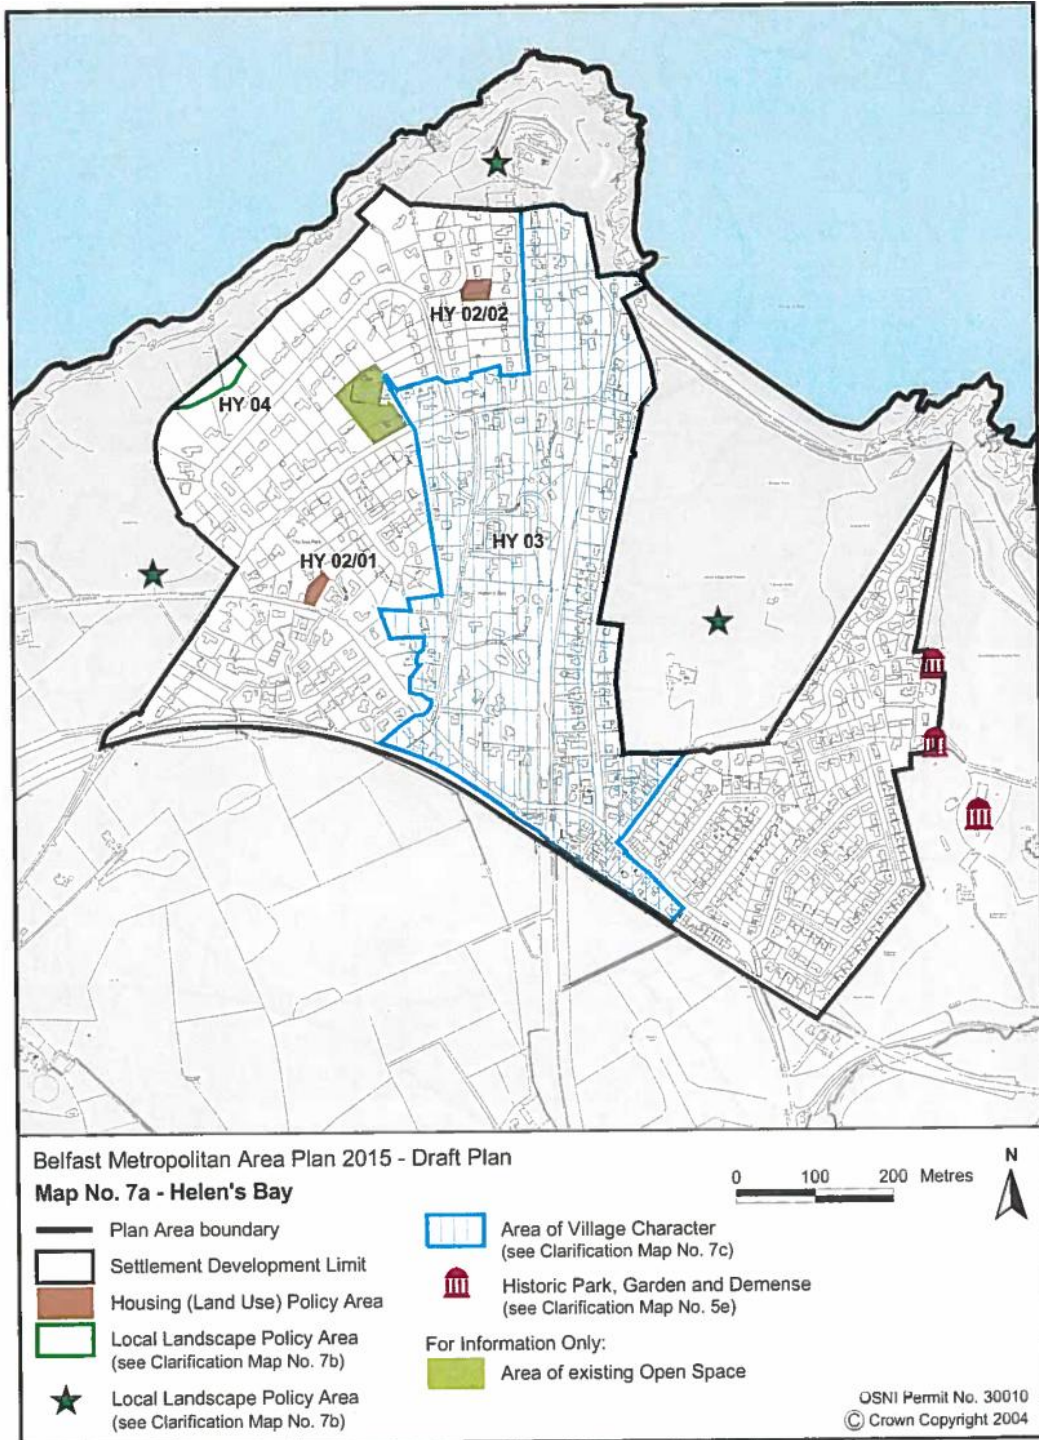 HY 02/02
HY 04
HY 03
HY 02/01
Belfast Metropolitan Area Plan 2015 - Draft Plan
Map No. 7a - Helen's Bay
0 100 200 Metres
N
Plan Area boundary
Settlement Development Limit
Housing (Land Use) Policy Area
Local Landscape Policy Area
(see Clarification Map No. 7b)
Local Landscape Policy Area
(see Clarification Map No. 7b)
Area of Village Character
(see Clarification Map No. 7c)
Historic Park, Garden and Demense
(see Clarification Map No. 5e)
For Information Only:
Area of existing Open Space
OSNI Permit No. 30010
© Crown Copyright 2004